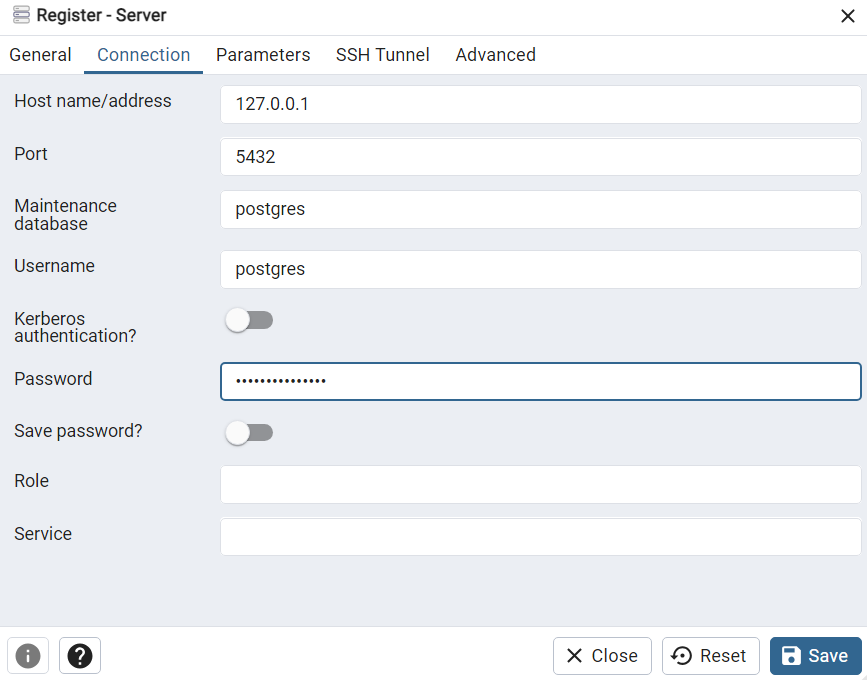 Register - Server
General Connection Parameters SSH Tunnel Advanced
Host name/address 127.0.0.1
Port 5432
Maintenance
database
postgres
Username postgres
Kerberos
authentication?
Password •••••••••••••••
Save password?
Role
Service
Close Reset Save